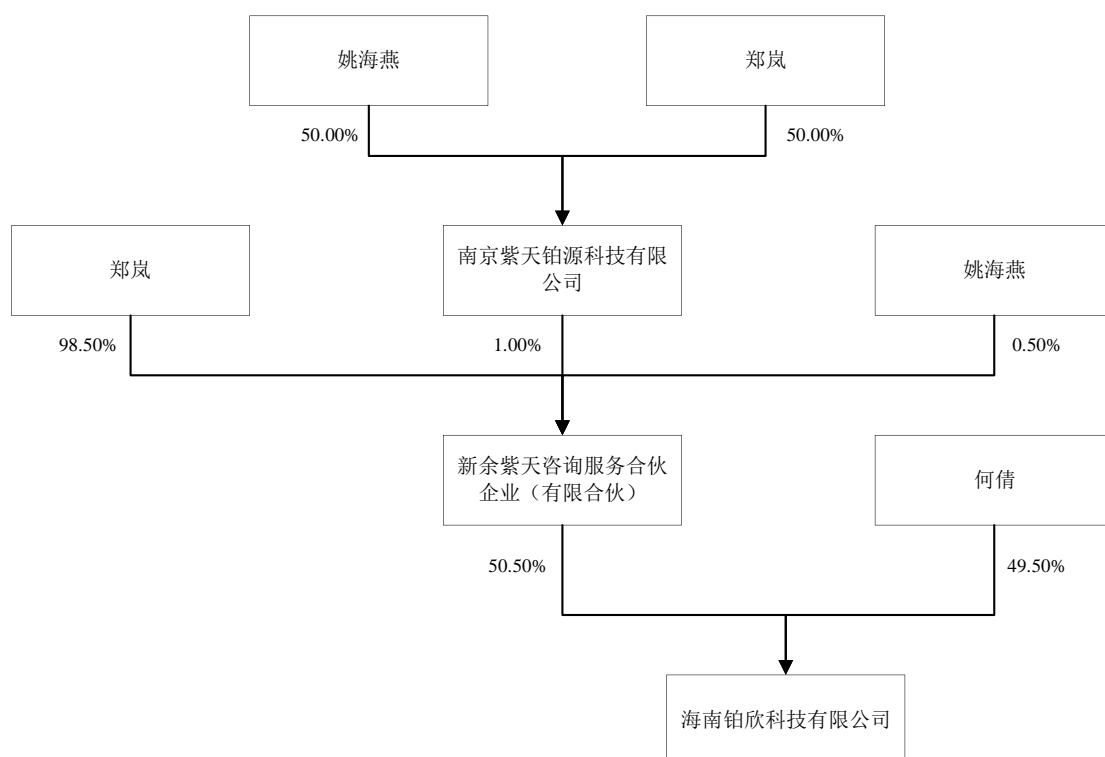 姚海燕
郑岚
50.00%
50.00%
郑岚
南京紫天铂源科技有限
公司
姚海燕
98.50%
1.00%
0.50%
新余紫天咨询服务合伙
企业（有限合伙）
何倩
50.50%
49.50%
海南铂欣科技有限公司